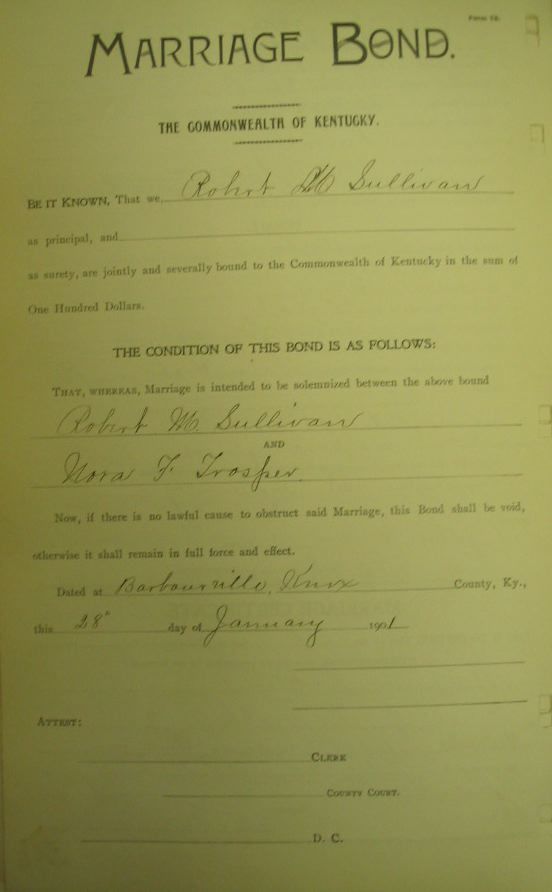 Form 12.
MARRIAGE BOND.
THE COMMONWEALTH OF KENTUCKY.
BE IT KNOWN, That we, Robert M Sullivan
as principal, and
as surety, are jointly and severally bound to the Commonwealth of Kentucky in the sum of
One Hundred Dollars.
THE CONDITION OF THIS BOND IS AS FOLLOWS:
THAT, WHEREAS, Marriage is intended to be solemnized between the above bound
Robert M. Sullivan
AND
Nora F. Trosper.
Now, if there is no lawful cause to obstruct said Marriage, this Bond shall be void,
otherwise it shall remain in full force and effect.
Dated at Barbourville, Knox County, Ky.,
this 28" day of January 1901
ATTEST:
CLERK
COUNTY COURT.
D. C.